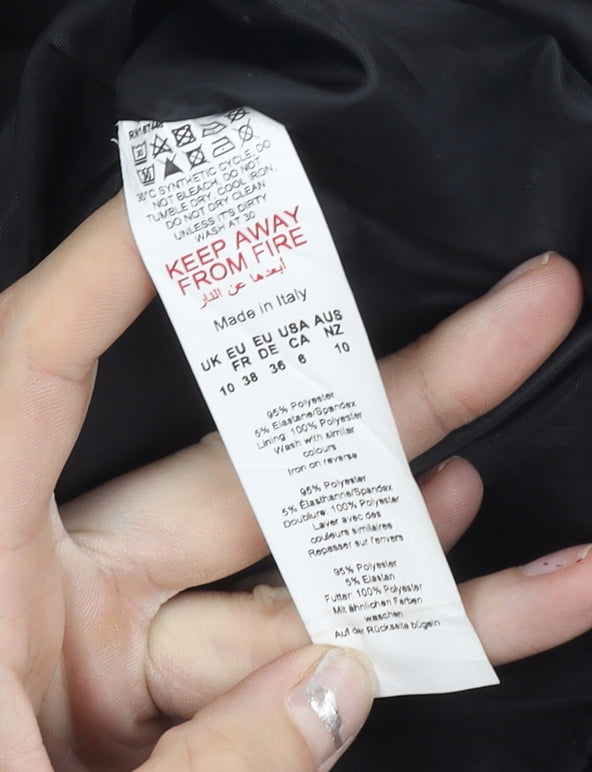 30°C SYNTHETIC CYCLE, DO
NOT BLEACH, DO NOT
TUMBLE DRY, COOL IRON,
DO NOT DRY CLEAN
UNLESS IT'S DIRTY
WASH AT 30
KEEP AWAY
FROM FIRE
أبعدها عن النار
Made in Italy
UK EU EU USA AUS
FR DE CA NZ
10 38 36 6 10
95% Polyester
5% Elastane/Spandex
Lining: 100% Polyester
Wash with similar
colours
Iron on reverse
95% Polyester
5% Élasthanne/Spandex
Doublure: 100% Polyester
Laver avec des
couleurs similaires
Repasser sur l'envers
95% Polyester
5% Elastan
Futter: 100% Polyester
Mit ähnlichen Farben
waschen
Auf der Rückseite bügeln